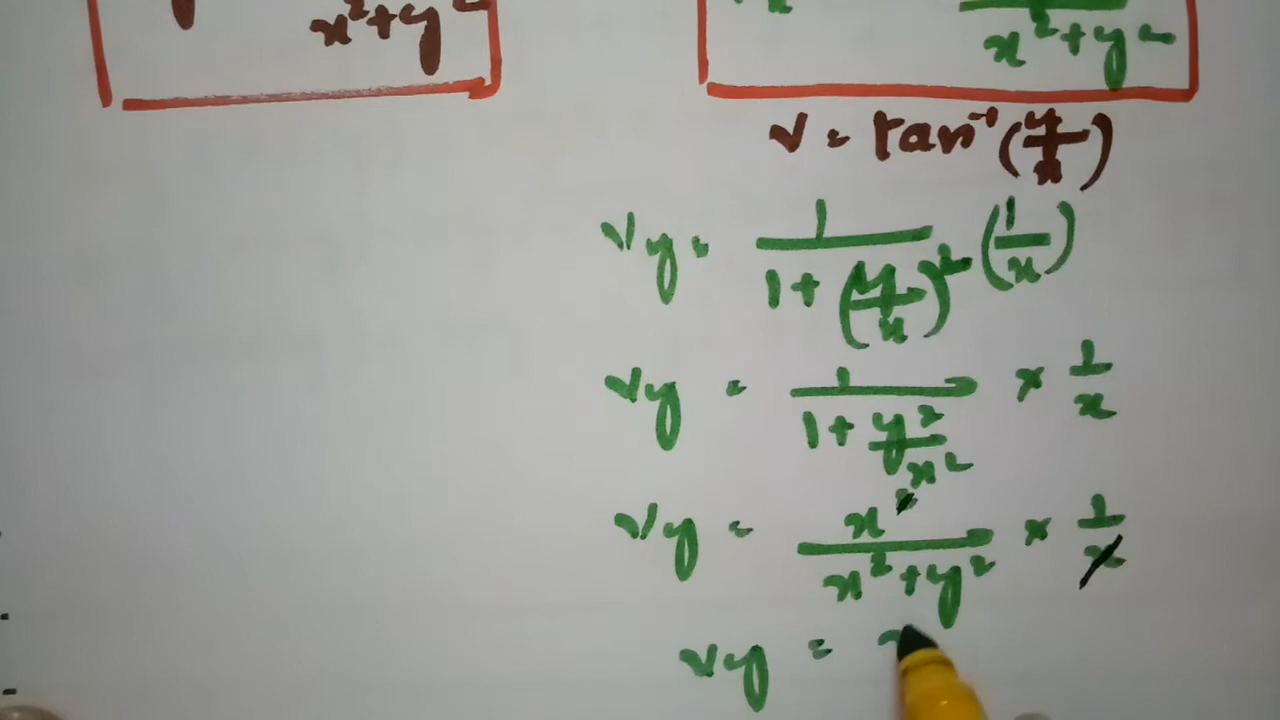 x²+y²
x²+y²
v = tan⁻¹(y/x)
vy = 1/(1+(y/x)²) (1/x)
vy = 1/(1+y²/x²) × 1/x
vy = x²/(x²+y²) × 1/x
vy =